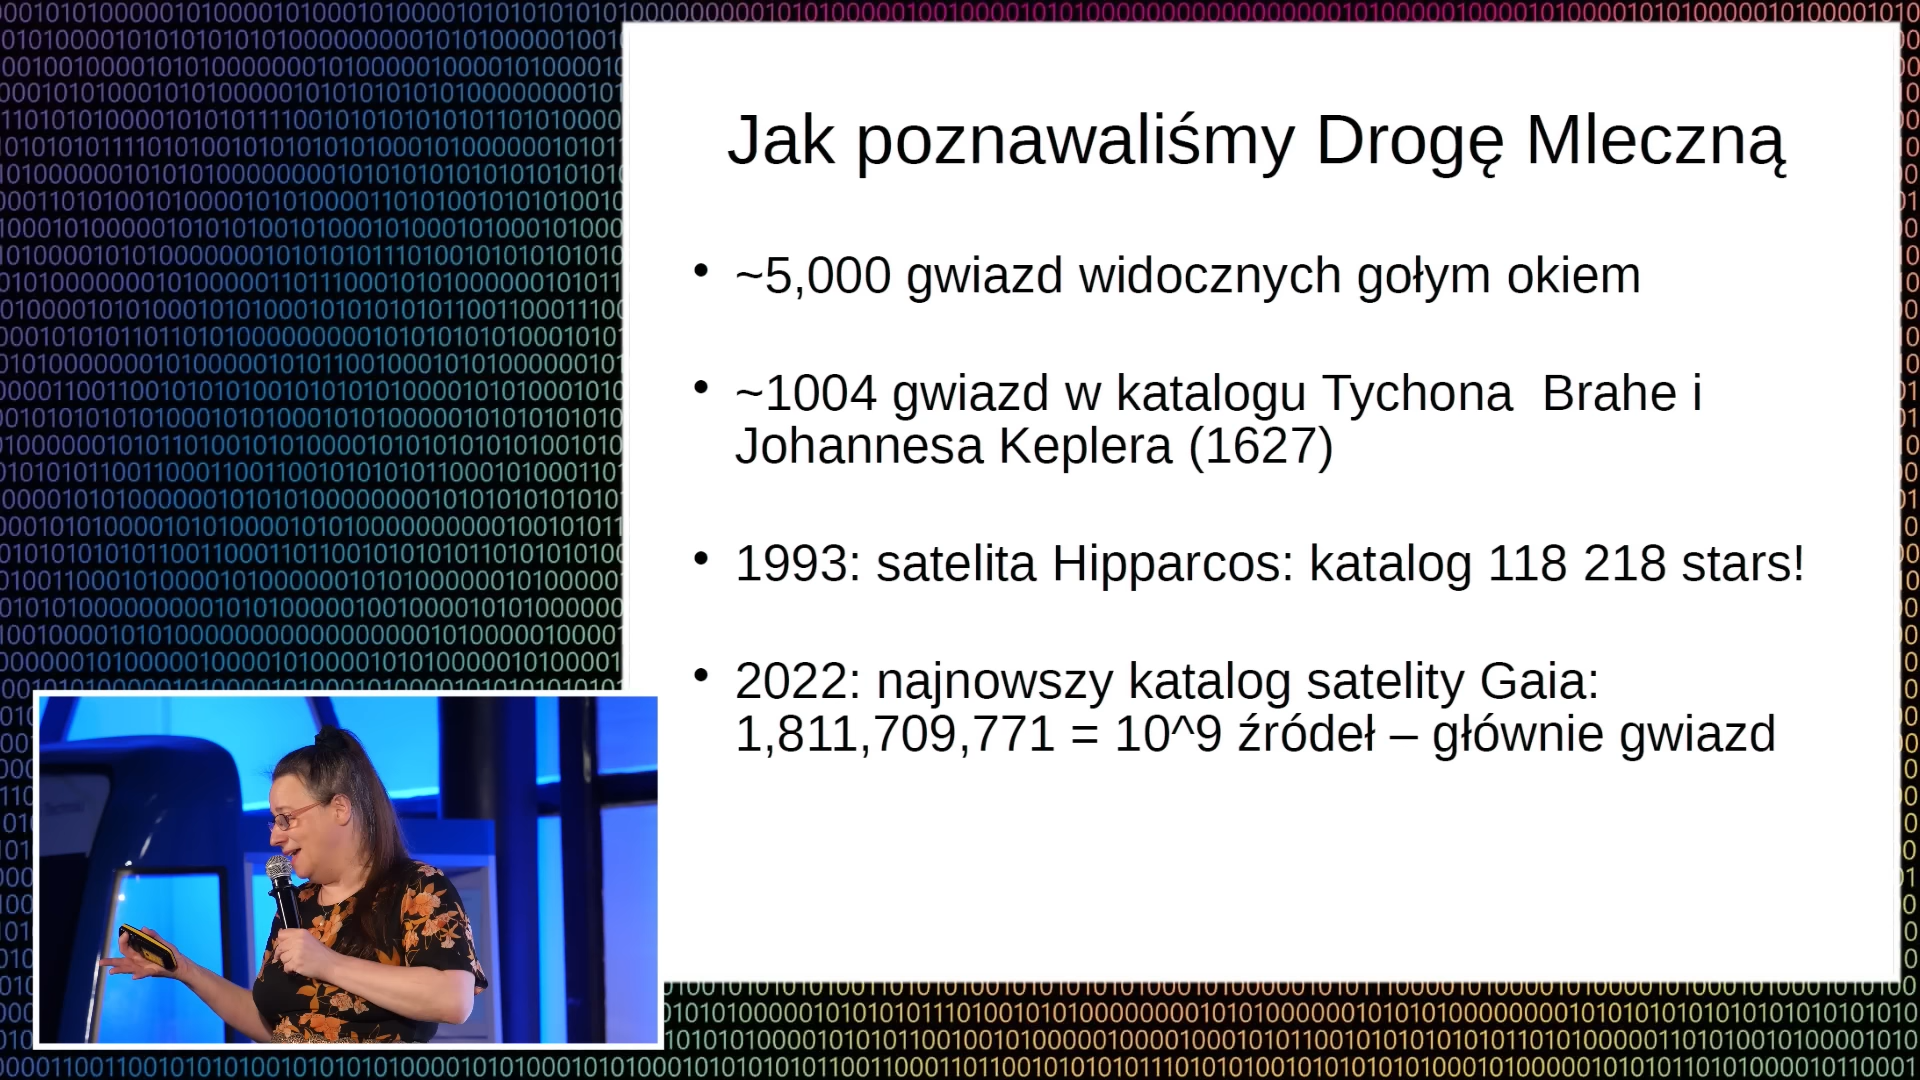 Jak poznawaliśmy Drogę Mleczną
• ~5,000 gwiazd widocznych gołym okiem
• ~1004 gwiazd w katalogu Tychona  Brahe i
Johannesa Keplera (1627)
• 1993: satelita Hipparcos: katalog 118 218 stars!
• 2022: najnowszy katalog satelity Gaia:
1,811,709,771 = 10^9 źródeł – głównie gwiazd